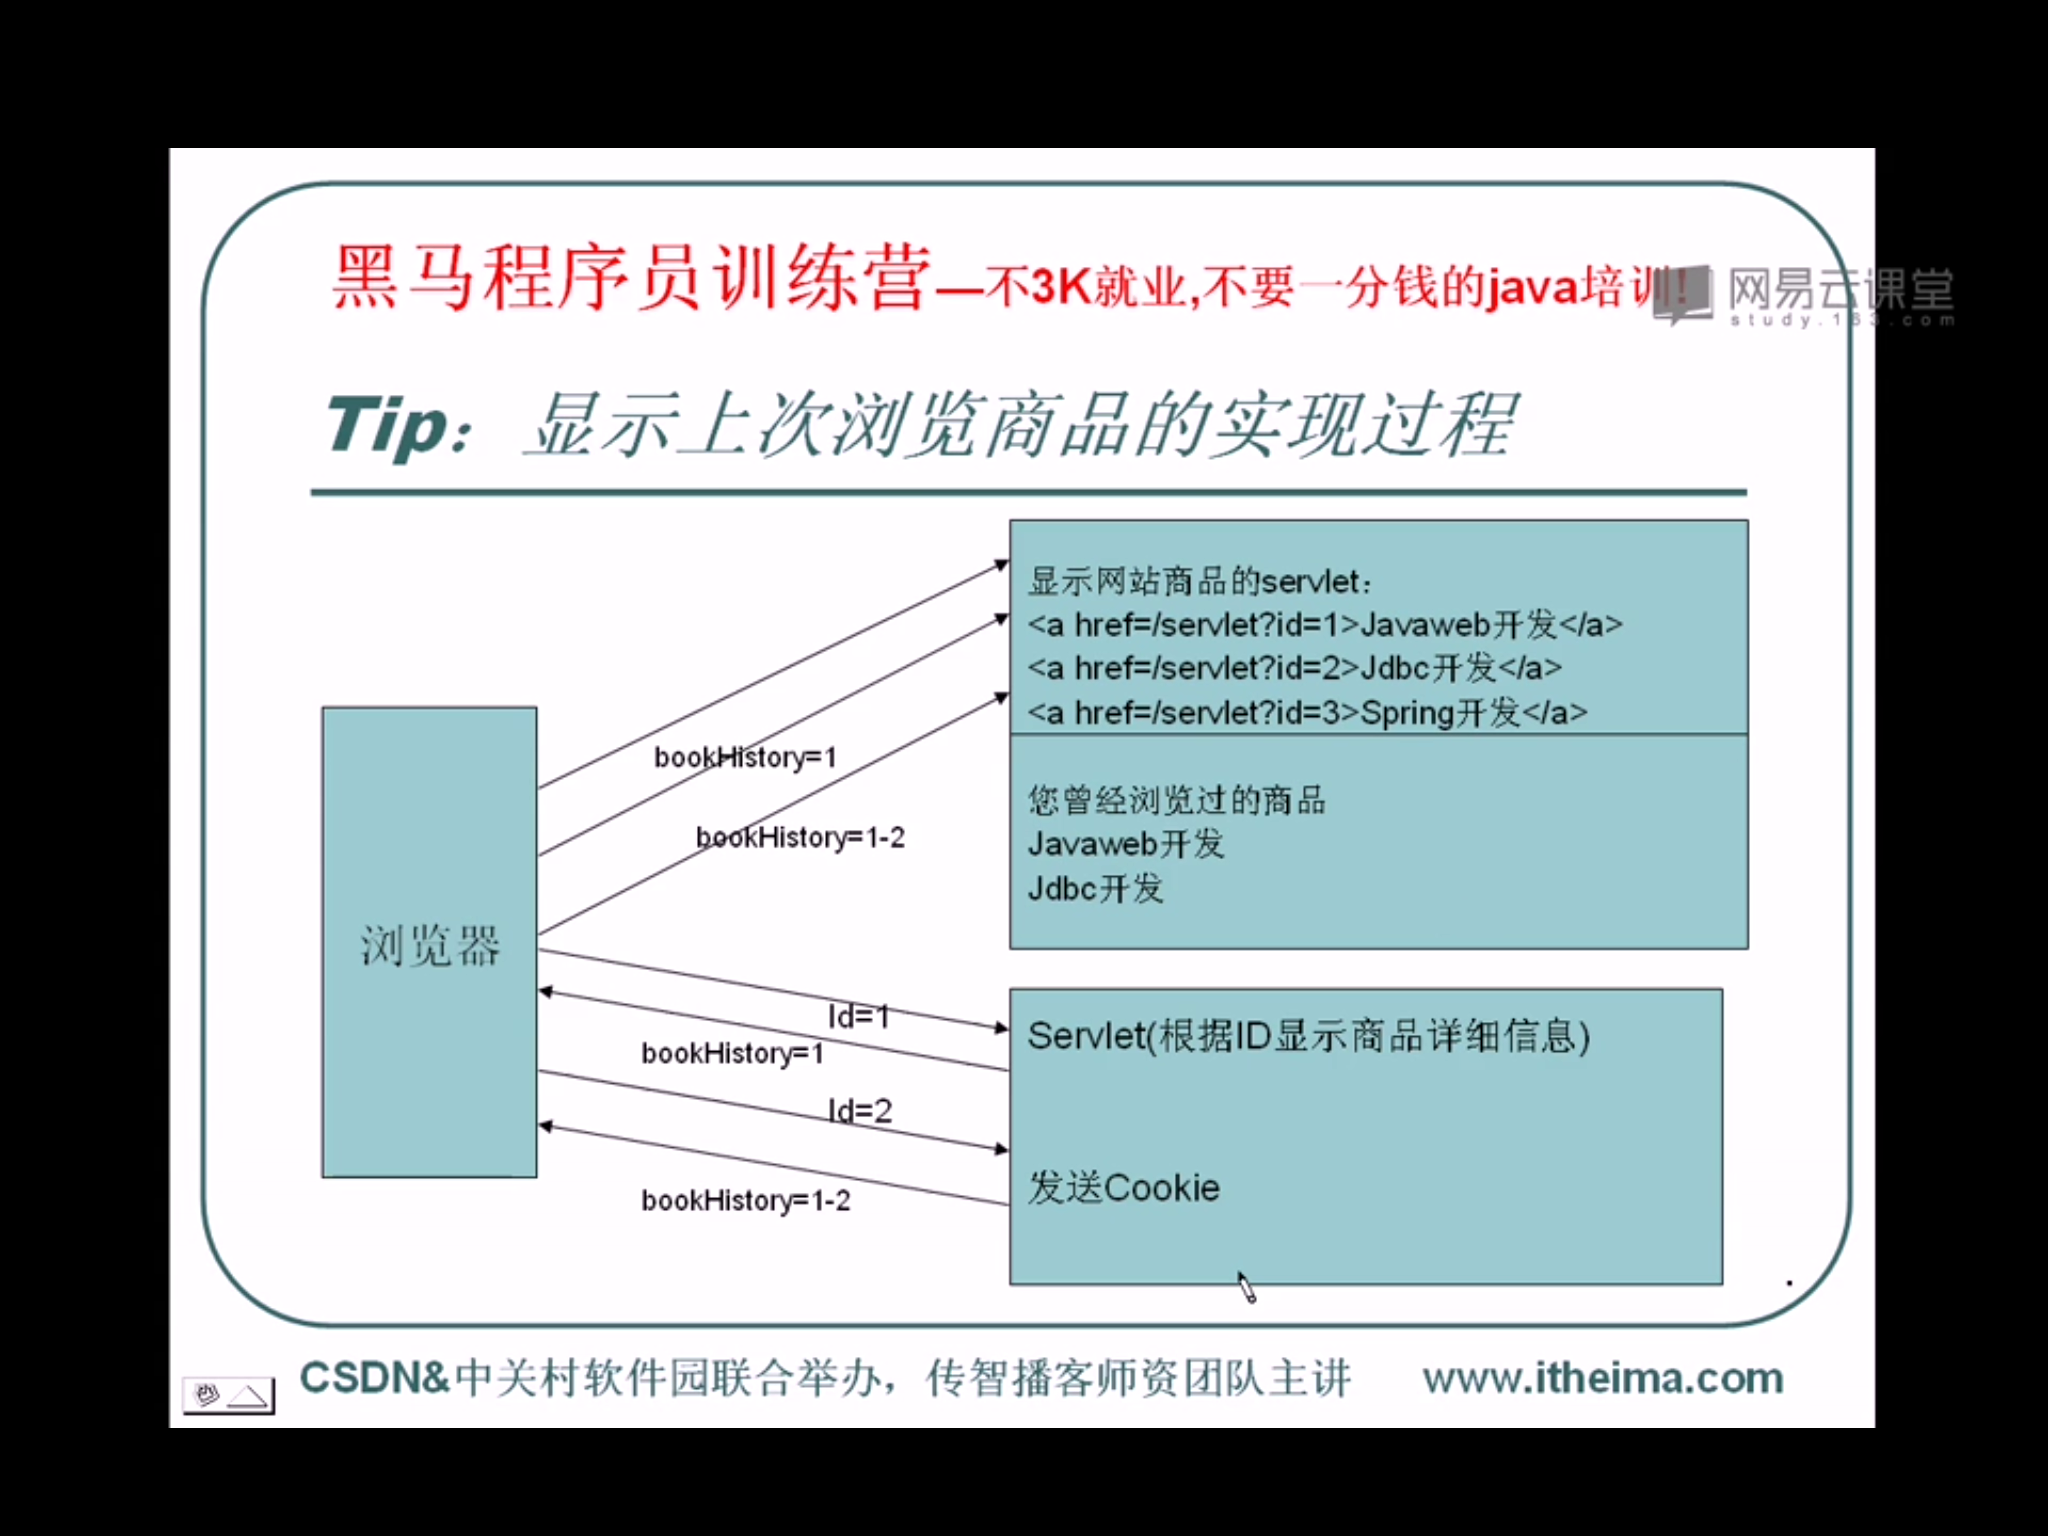 黑马程序员训练营—不3K就业,不要一分钱的java培训!
网易云课堂
study.163.com
Tip：显示上次浏览商品的实现过程
显示网站商品的servlet：
<a href=/servlet?id=1>Javaweb开发</a>
<a href=/servlet?id=2>Jdbc开发</a>
<a href=/servlet?id=3>Spring开发</a>
bookHistory=1
bookHistory=1-2
您曾经浏览过的商品
Javaweb开发
Jdbc开发
浏览器
Id=1
bookHistory=1
Id=2
bookHistory=1-2
Servlet(根据ID显示商品详细信息)
发送Cookie
CSDN&中关村软件园联合举办，传智播客师资团队主讲 www.itheima.com